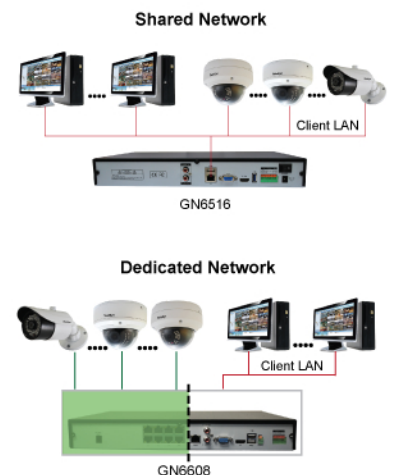 Shared Network
Client LAN
GN6516
Dedicated Network
Client LAN
GN6608